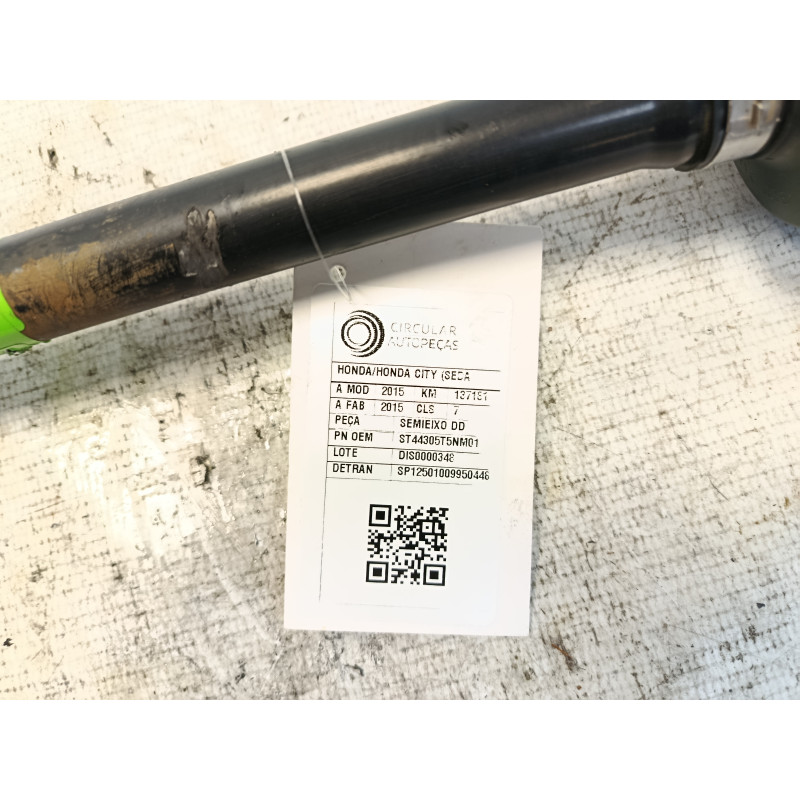 CIRCULAR
AUTOPEÇAS
HONDA/HONDA CITY (SEDA
A MOD 2015 KM 137181
A FAB 2015 CLS 7
PEÇA SEMIEIXO DD
PN OEM ST44305T5NM01
LOTE DIS0000348
DETRAN SP12501009950448